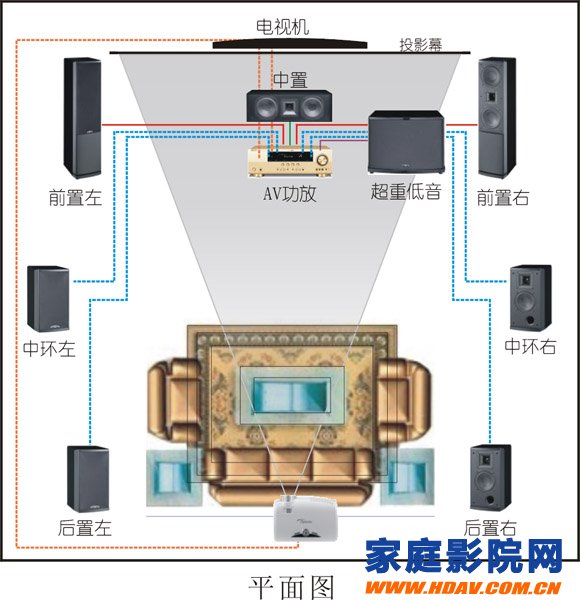 电视机
投影幕
中置
前置左
AV功放
超重低音
前置右
中环左
中环右
后置左
后置右
家庭影院网
WWW.HDAV.COM.CN
平面图